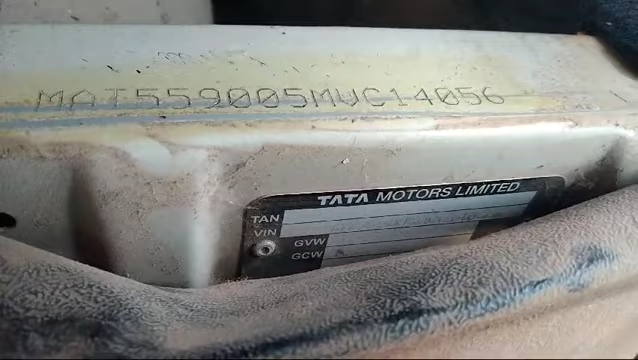 MAT559005MVC14056
TATA MOTORS LIMITED
TAN
VIN
GVW
GCW